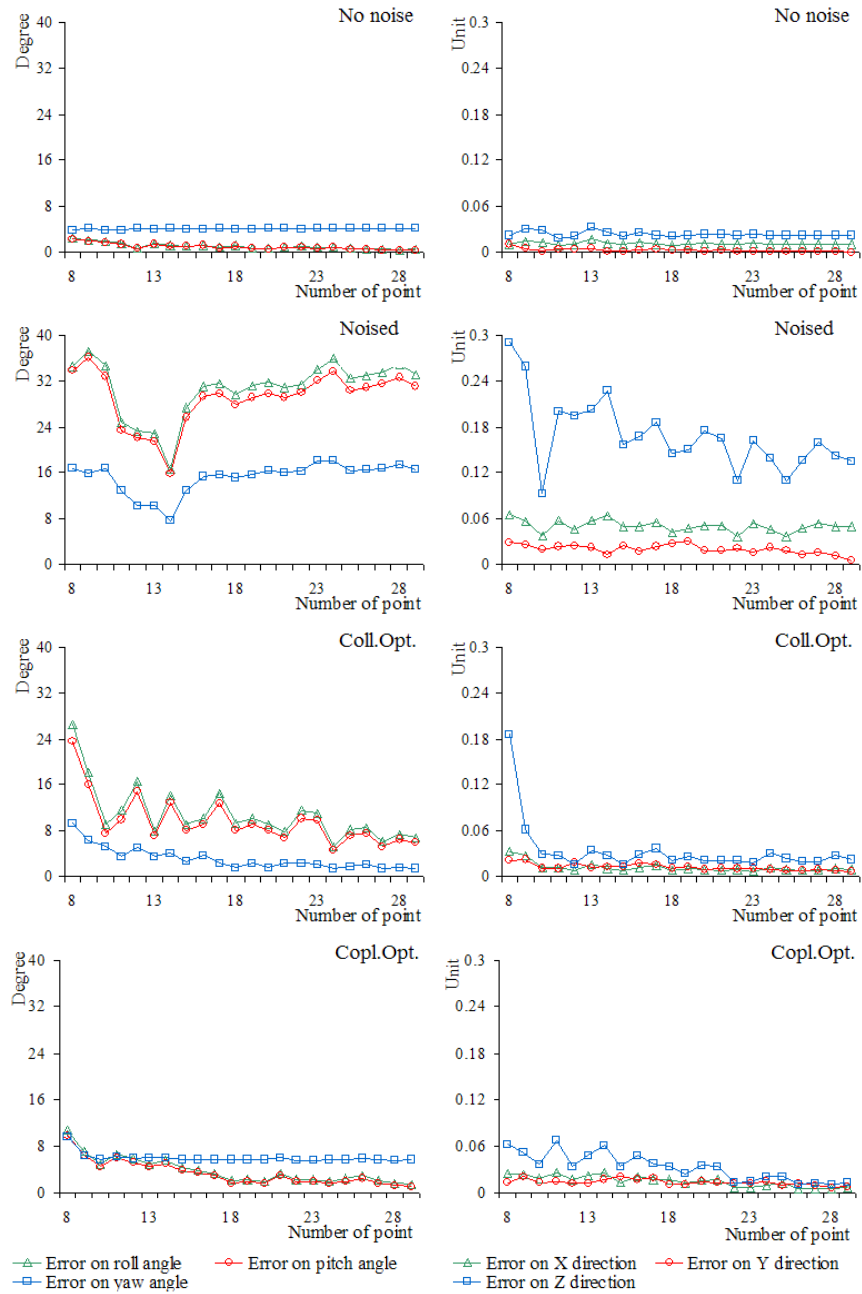 No noise
Degree
40
32
24
16
8
0
8 13 18 23 28
Number of point
No noise
Unit
0.3
0.24
0.18
0.12
0.06
0
8 13 18 23 28
Number of point
Noised
Degree
40
32
24
16
8
0
8 13 18 23 28
Number of point
Noised
Unit
0.3
0.24
0.18
0.12
0.06
0
8 13 18 23 28
Number of point
Coll.Opt.
Degree
40
32
24
16
8
0
8 13 18 23 28
Number of point
Coll.Opt.
Unit
0.3
0.24
0.18
0.12
0.06
0
8 13 18 23 28
Number of point
Copl.Opt.
Degree
40
32
24
16
8
0
8 13 18 23 28
Number of point
Copl.Opt.
Unit
0.3
0.24
0.18
0.12
0.06
0
8 13 18 23 28
Number of point
Error on roll angle
Error on pitch angle
Error on yaw angle
Error on X direction
Error on Y direction
Error on Z direction